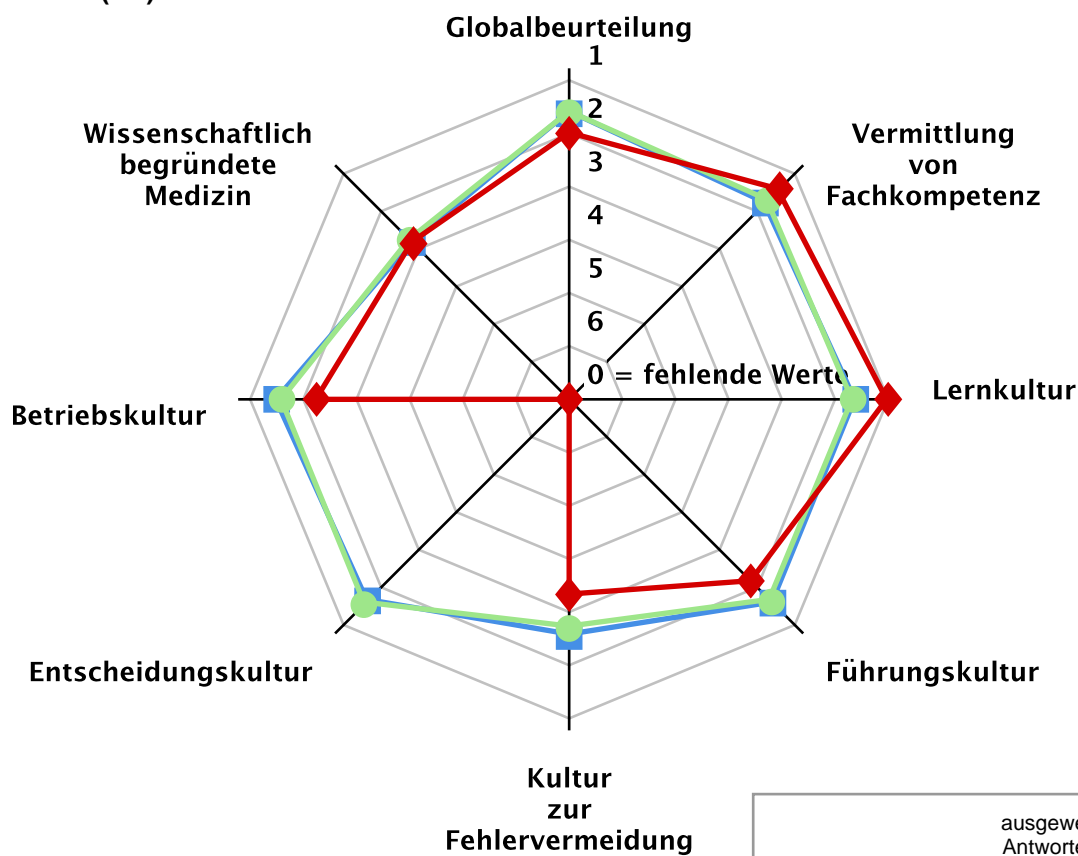 Globalbeurteilung
1
2
3
4
5
6
0 = fehlende Werte
Wissenschaftlich
begründete
Medizin
Vermittlung
von
Fachkompetenz
Betriebskultur
Lernkultur
Entscheidungskultur
Führungskultur
Kultur
zur
Fehlervermeidung